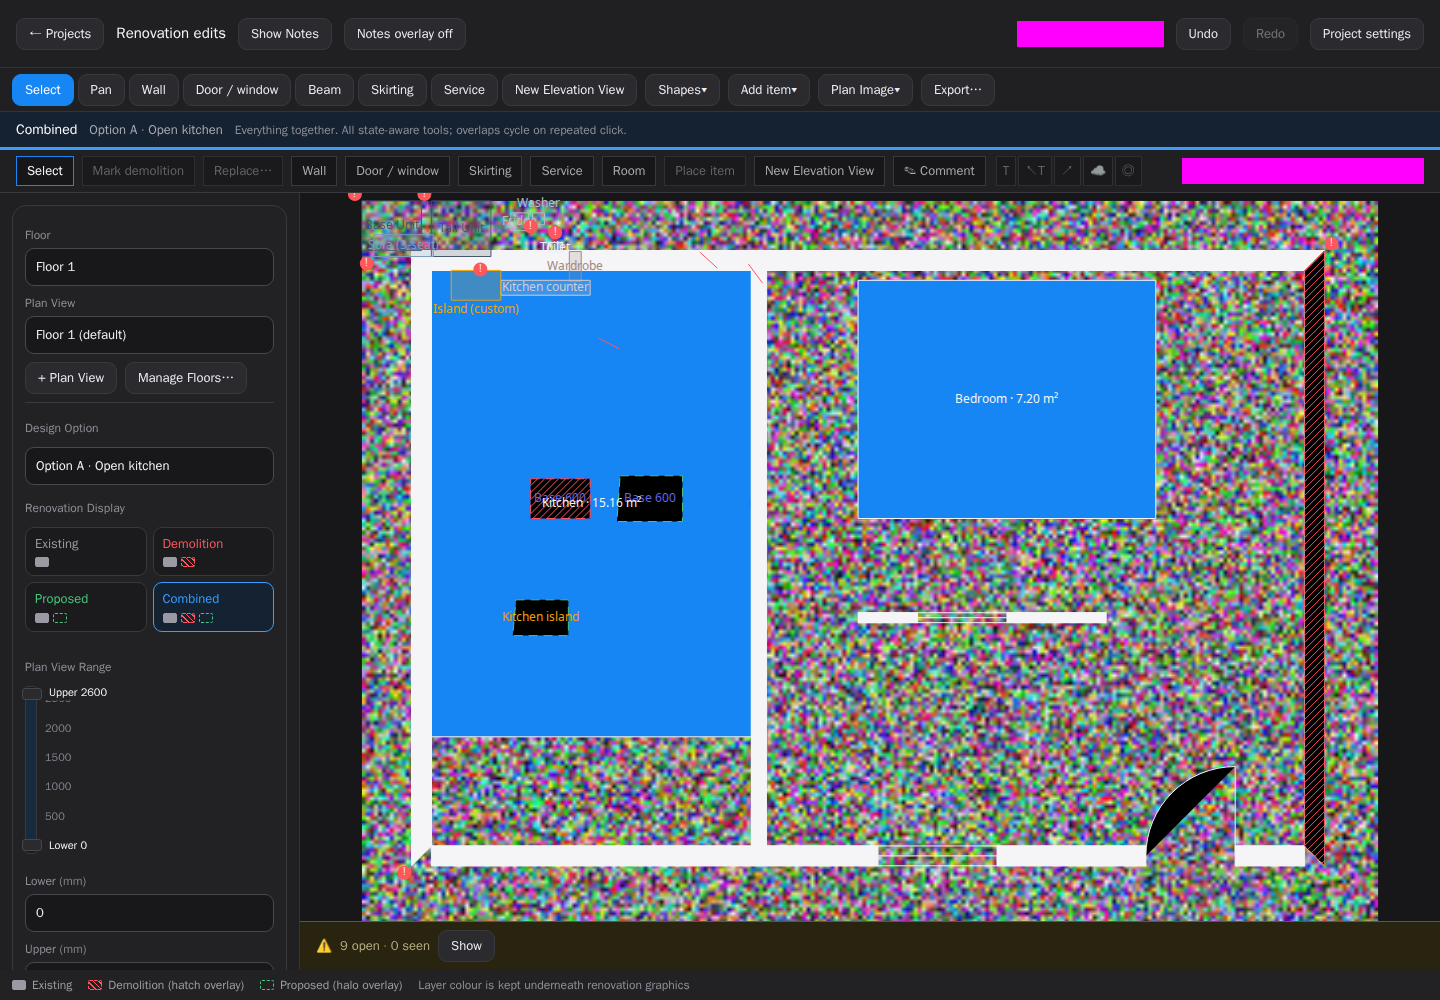 ← Projects
Renovation edits
Show Notes
Notes overlay off
Undo
Redo
Project settings
Select
Pan
Wall
Door / window
Beam
Skirting
Service
New Elevation View
Shapes▾
Add item▾
Plan Image▾
Export…
Combined
Option A · Open kitchen
Everything together. All state-aware tools; overlaps cycle on repeated click.
Select
Mark demolition
Replace…
Wall
Door / window
Skirting
Service
Room
Place item
New Elevation View
✎ Comment
T
↖T
↗
Floor
Floor 1
Plan View
Floor 1 (default)
+ Plan View
Manage Floors…
Design Option
Option A · Open kitchen
Renovation Display
Existing
Demolition
Proposed
Combined
Plan View Range
Upper 2600
2000
1500
1000
500
Lower 0
Lower (mm)
0
Upper (mm)
Washer
Base Unit
Toilet
Wardrobe
Kitchen counter
Island (custom)
Bedroom · 7.20 m²
Base 600
Base 600
Kitchen · 15.16 m²
Kitchen island
9 open · 0 seen
Show
Existing
Demolition (hatch overlay)
Proposed (halo overlay)
Layer colour is kept underneath renovation graphics